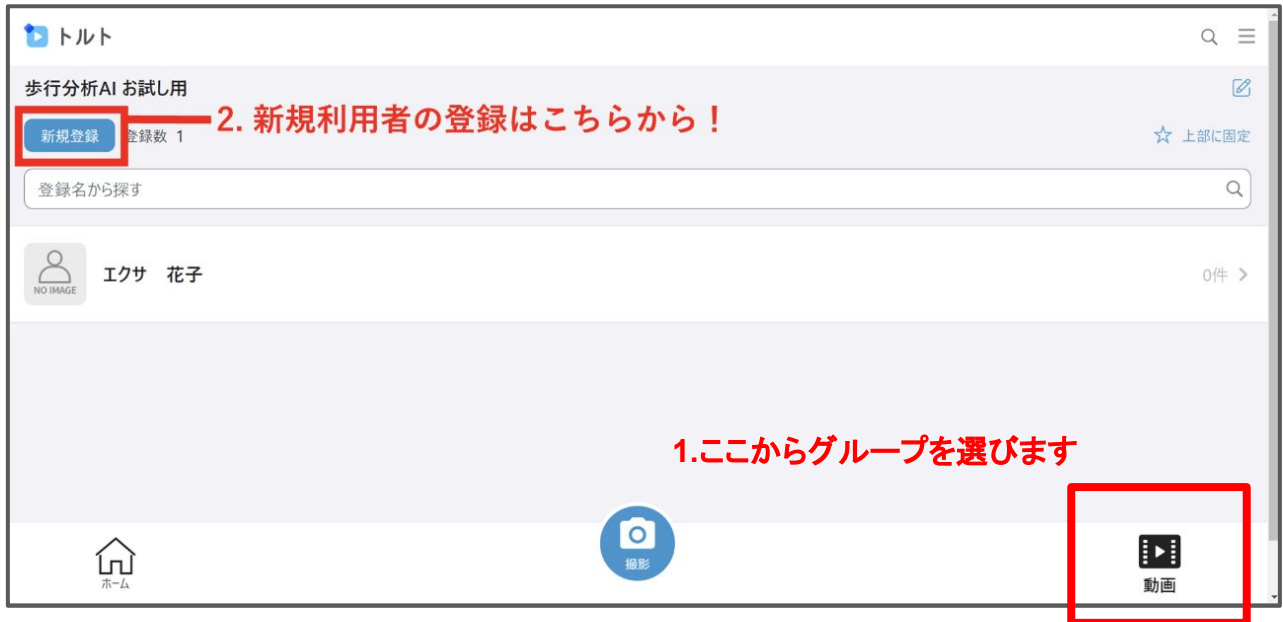 トルト
歩行分析AI お試し用
新規登録
登録数 1
2. 新規利用者の登録はこちらから！
上部に固定
登録名から探す
NO IMAGE
エクサ　花子
0件
1.ここからグループを選びます
ホーム
撮影
動画